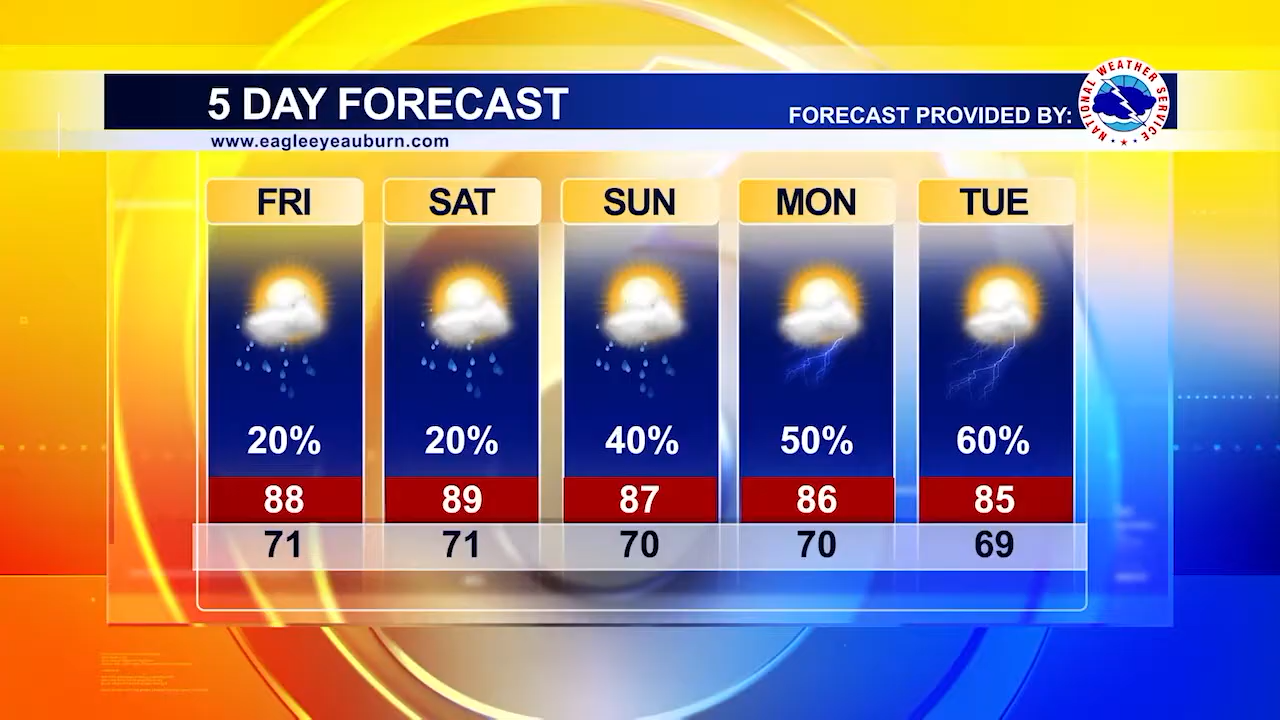 5 DAY FORECAST
FORECAST PROVIDED BY:
NATIONAL WEATHER SERVICE
www.eagleeyeauburn.com
FRI SAT SUN MON TUE
20% 20% 40% 50% 60%
88 89 87 86 85
71 71 70 70 69